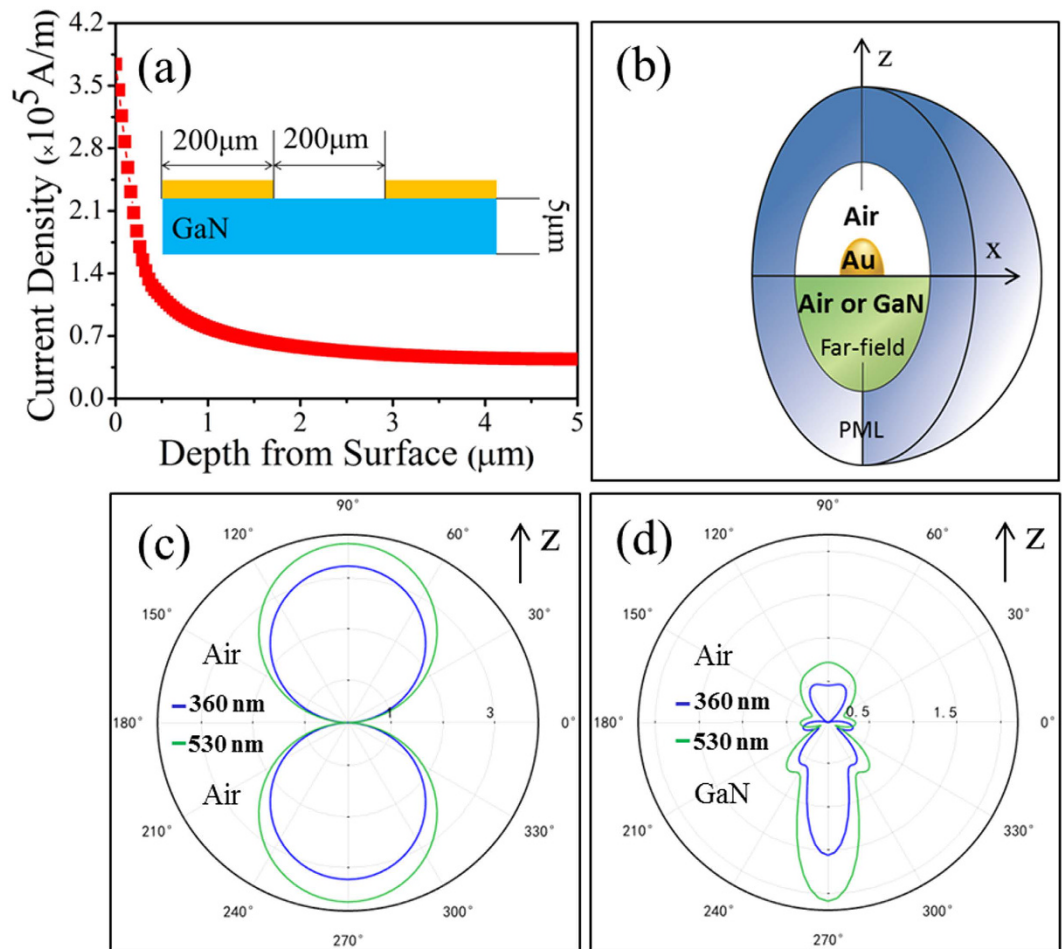 (a)
4.2
3.5
2.8
2.1
1.4
0.7
0.0
Current Density (×10⁵A/m)
200μm 200μm
GaN
5μm
0 1 2 3 4 5
Depth from Surface (μm)
(b)
z
x
Air
Au
Air or GaN
Far-field
PML
(c)
90°
z
120° 60°
150° 30°
Air
360 nm
180° 1 3 0°
530 nm
Air
210° 330°
240° 300°
270°
(d)
90°
z
120° 60°
150° 30°
Air
360 nm
180° 0.5 1.5 0°
530 nm
GaN
210° 330°
240° 300°
270°